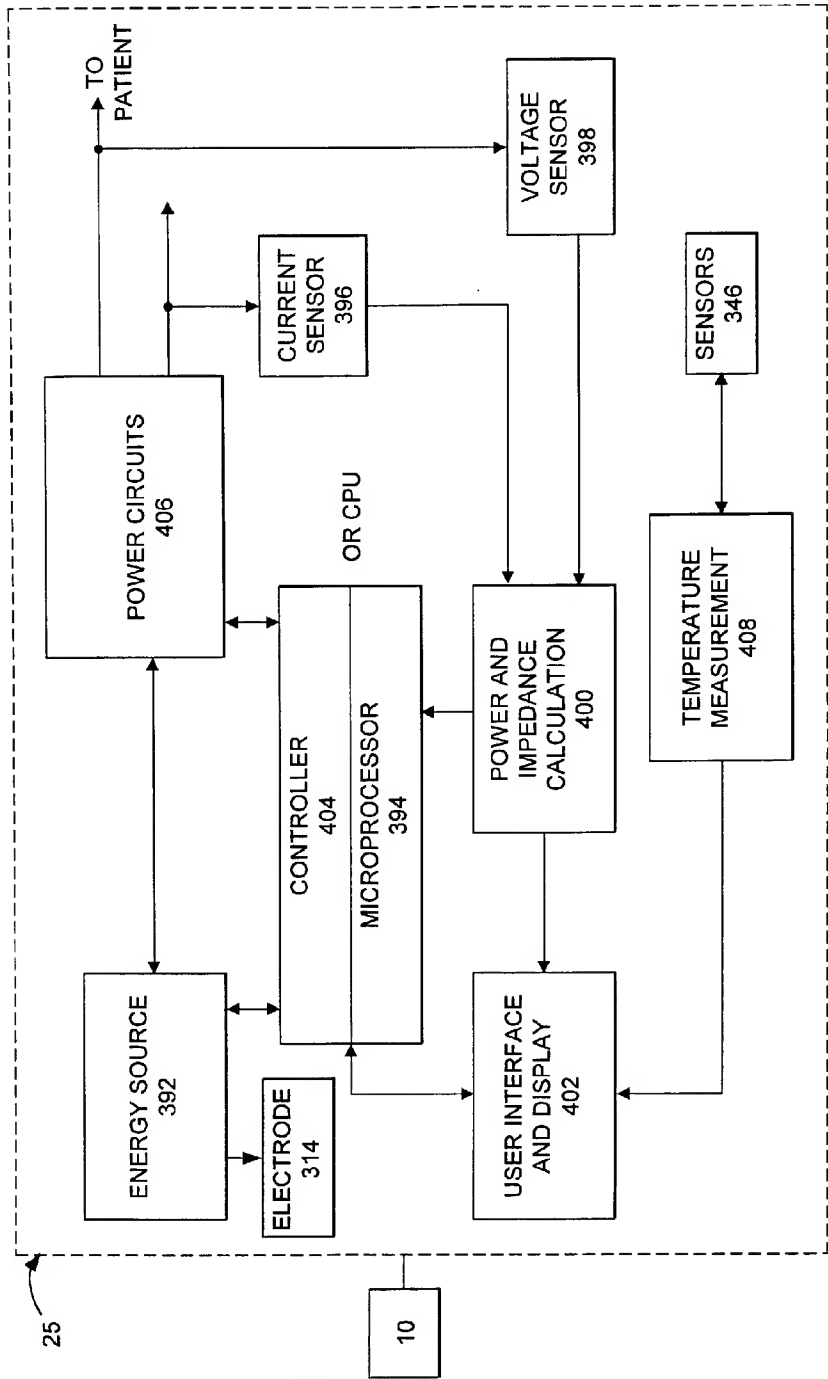 25
10
ENERGY SOURCE
392
POWER CIRCUITS
406
TO
PATIENT
ELECTRODE
314
CONTROLLER
404
MICROPROCESSOR
394
OR CPU
CURRENT
SENSOR
396
VOLTAGE
SENSOR
398
USER INTERFACE
AND DISPLAY
402
POWER AND
IMPEDANCE
CALCULATION
400
TEMPERATURE
MEASUREMENT
408
SENSORS
346